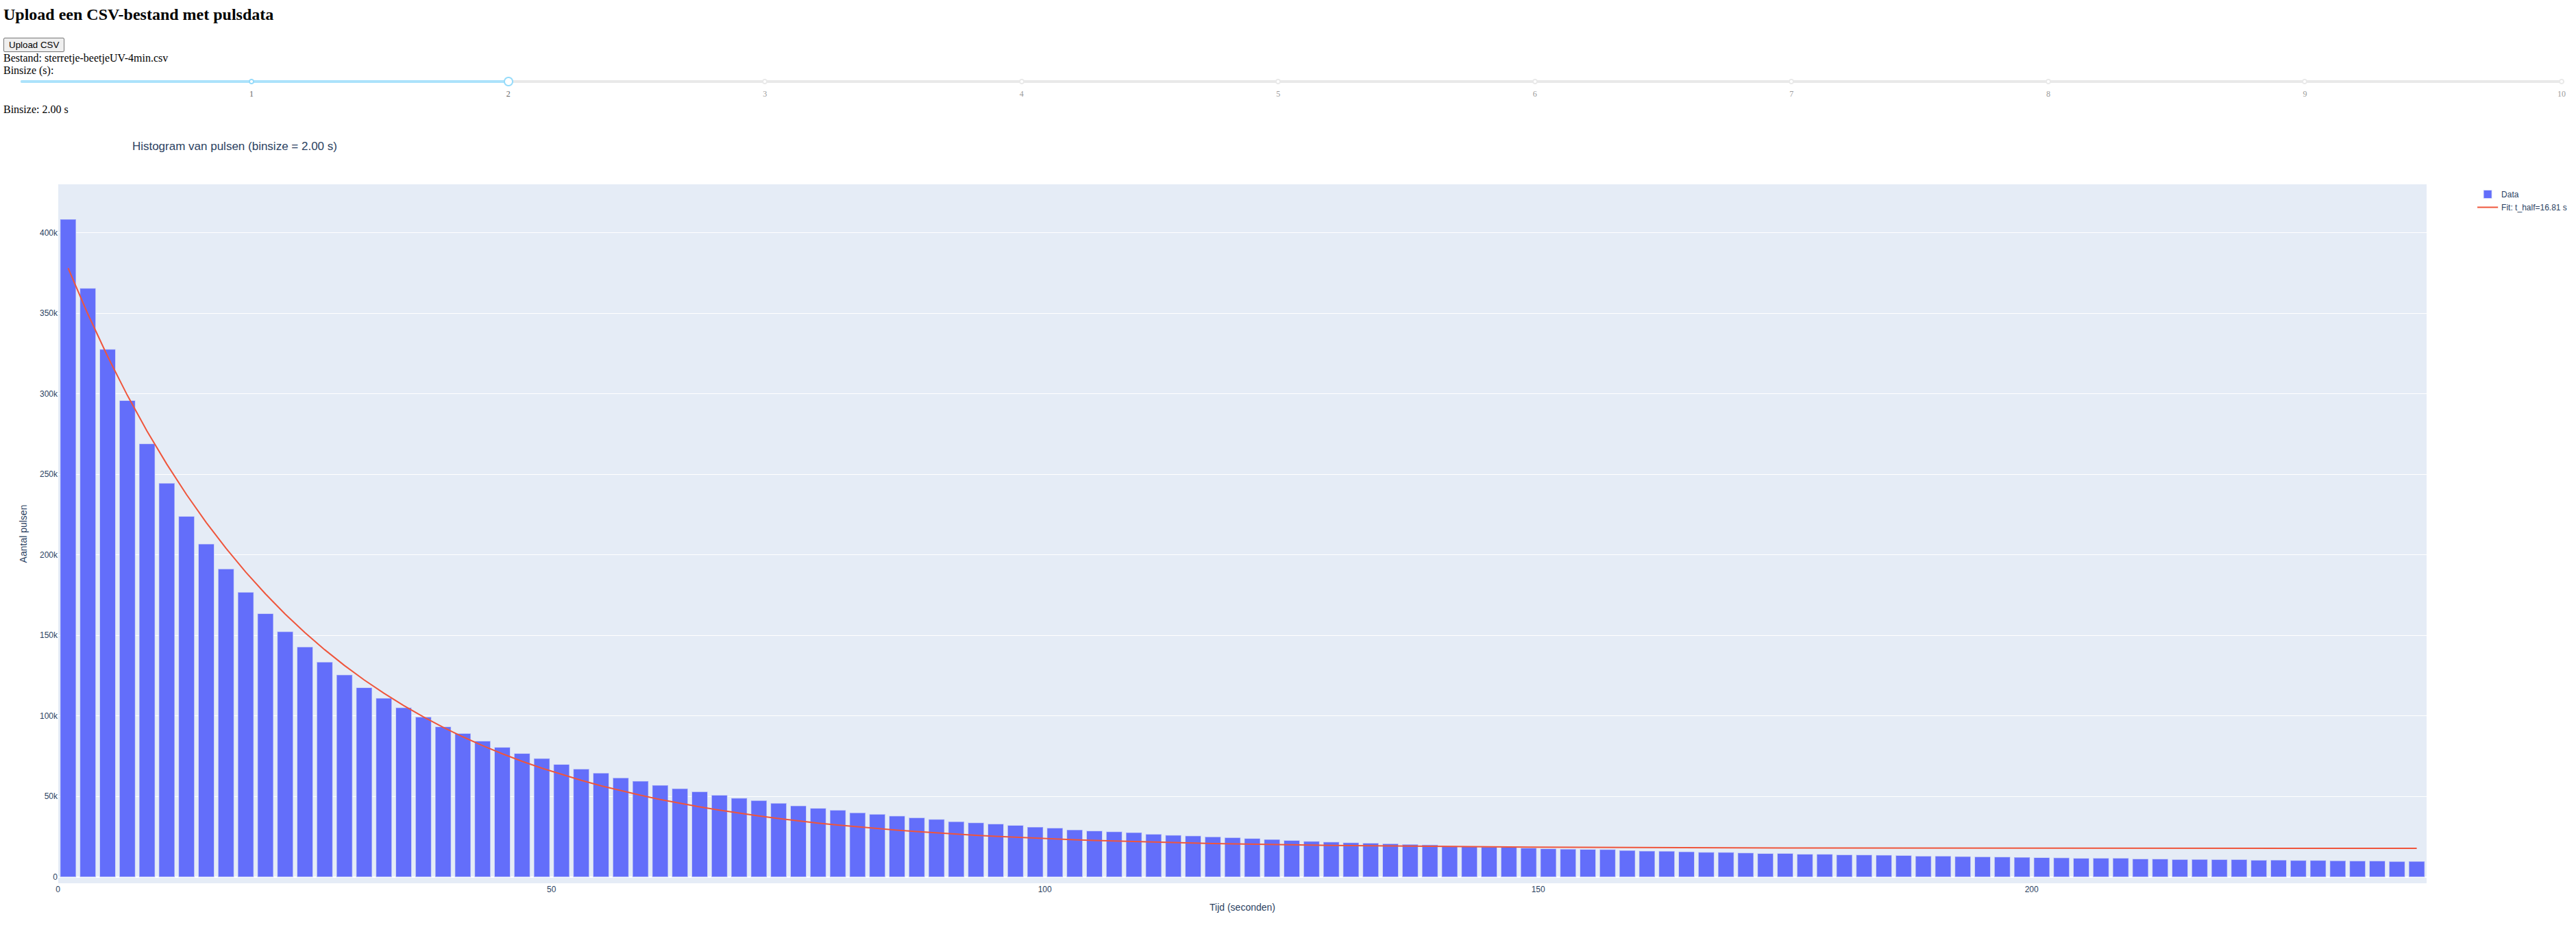 Upload een CSV-bestand met pulsdata
Upload CSV
Bestand: sterretje-beetjeUV-4min.csv
Binsize (s):
1 2 3 4 5 6 7 8 9 10
Binsize: 2.00 s
Histogram van pulsen (binsize = 2.00 s)
Data
Fit: t_half=16.81 s
400k
350k
300k
250k
200k
150k
100k
50k
0
Aantal pulsen
0 50 100 150 200
Tijd (seconden)